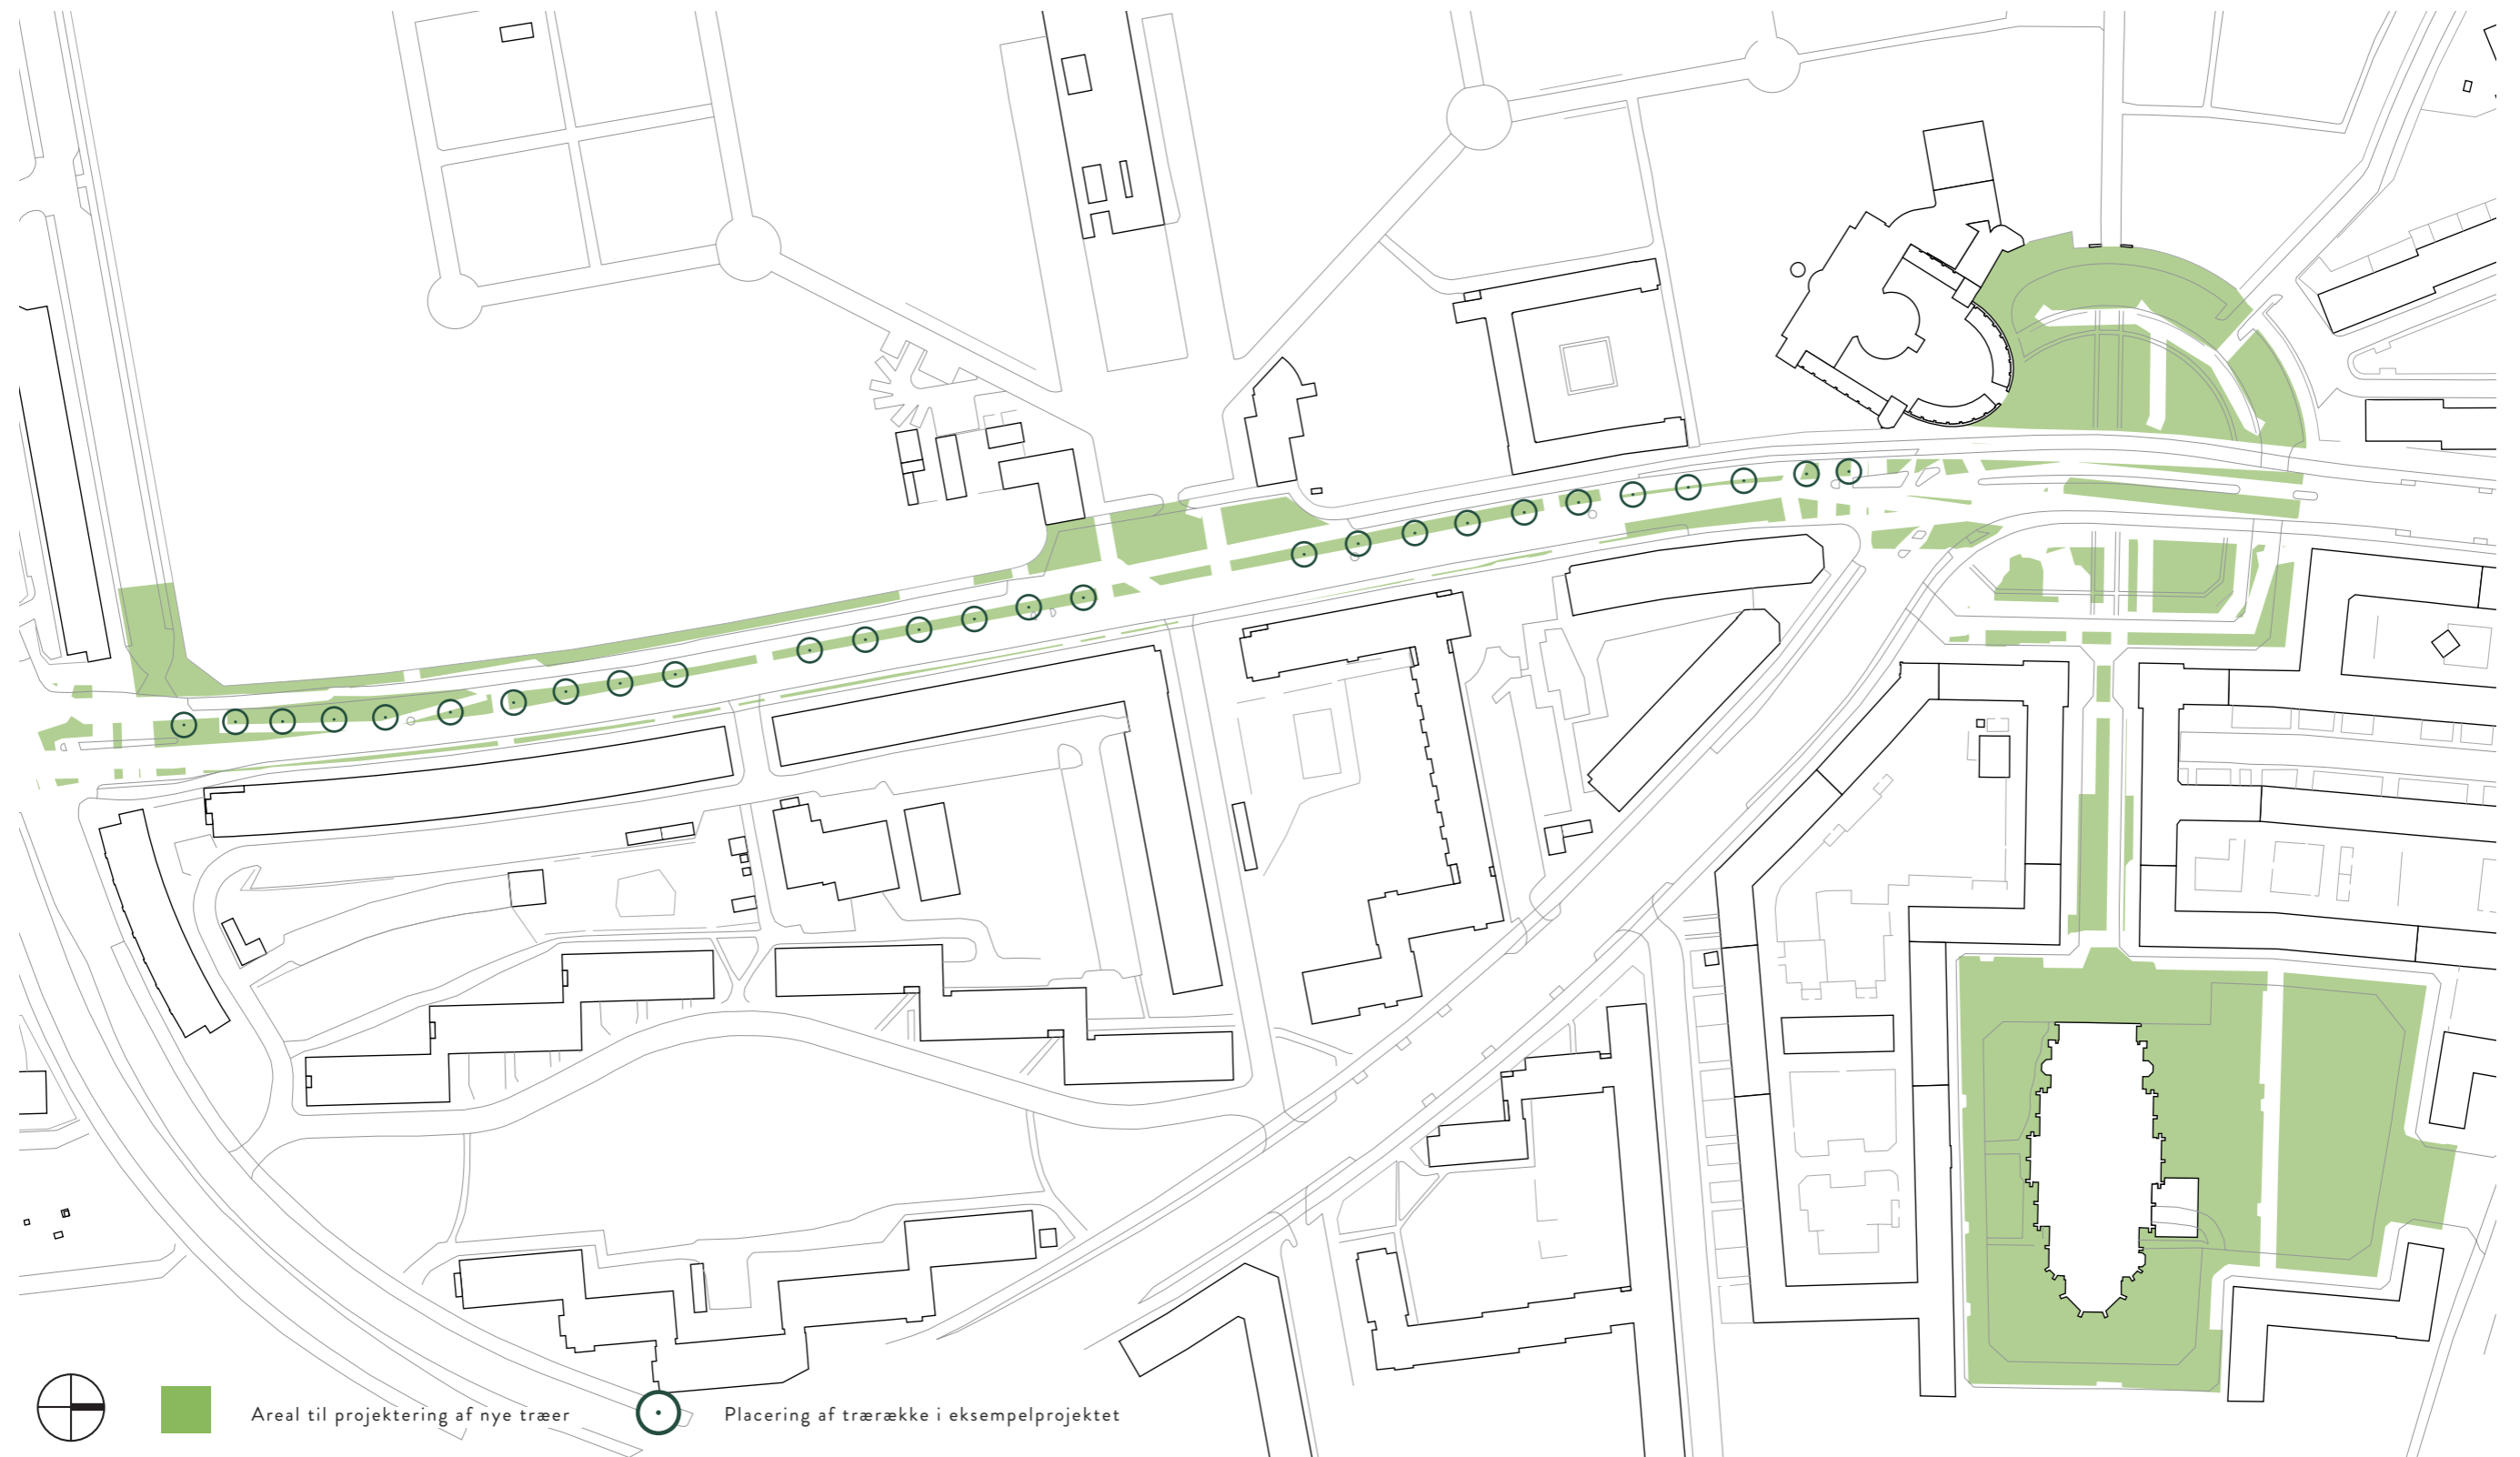 Areal til projektering af nye træer
Placering af trærække i eksempelprojektet